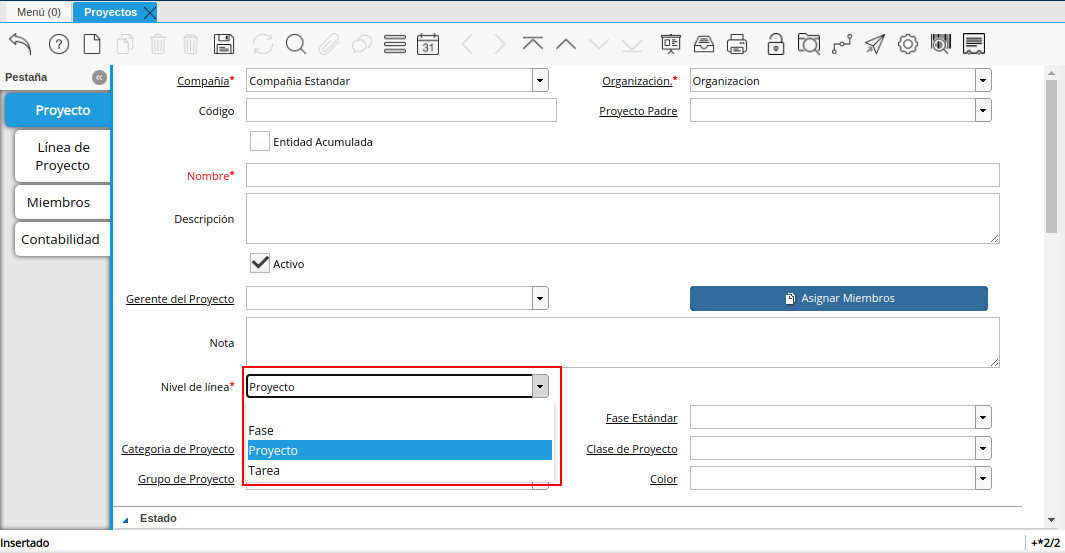 Menú (0)
Proyectos
31
Pestaña
Proyecto
Línea de
Proyecto
Miembros
Contabilidad
Compañía* Compañia Estandar
Organización.* Organizacion
Código
Proyecto Padre
Entidad Acumulada
Nombre*
Descripción
Activo
Gerente del Proyecto
Asignar Miembros
Nota
Nivel de línea* Proyecto
Fase Estándar
Fase
Categoria de Proyecto
Proyecto
Clase de Proyecto
Tarea
Grupo de Proyecto
Color
Estado
Insertado
+*2/2